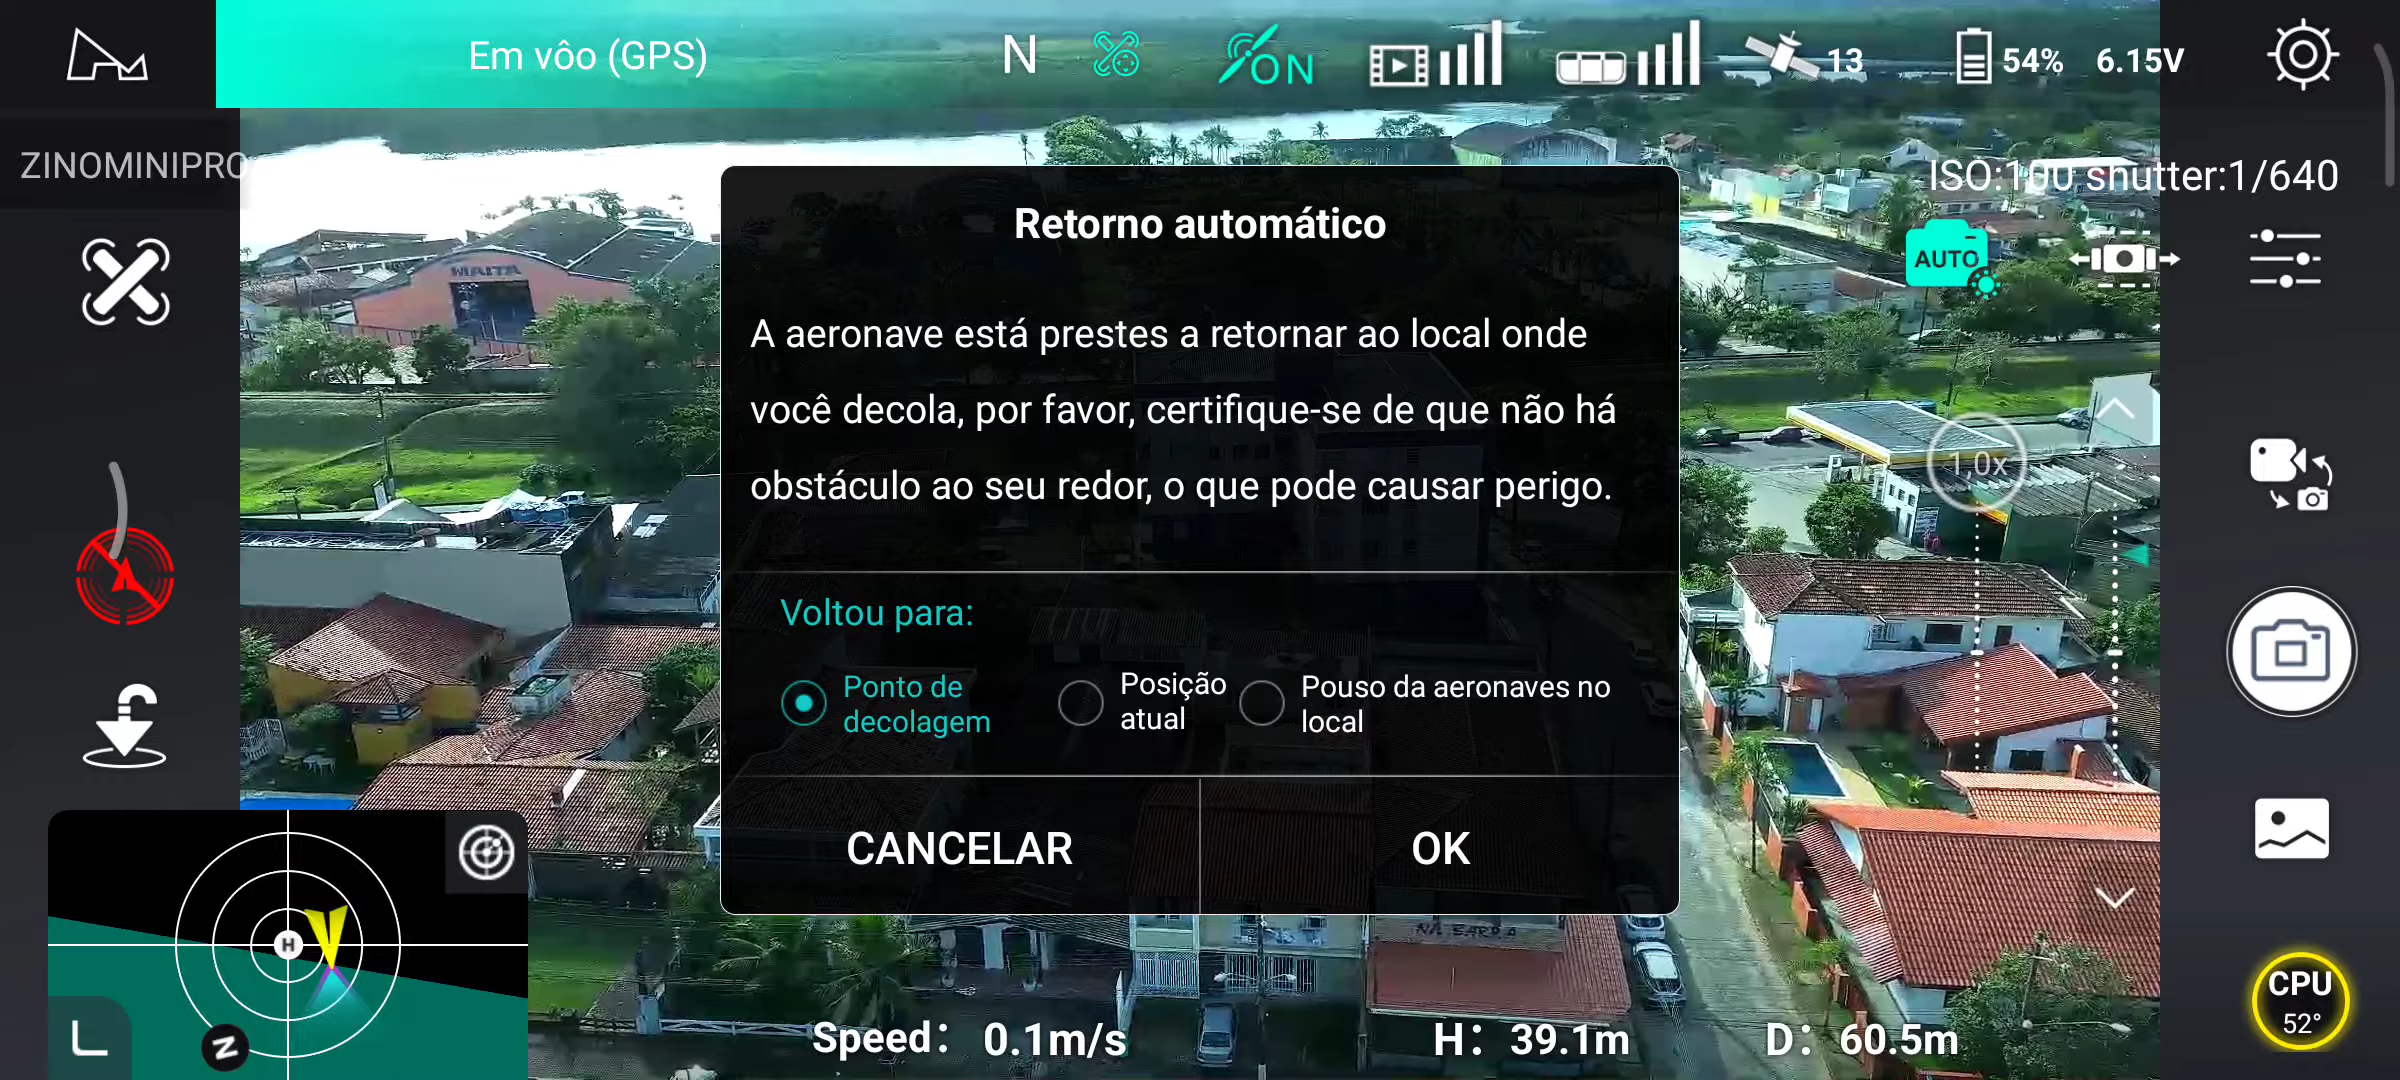 Em vôo (GPS)
N
ON
13
54%
6.15V
ZINOMINIPRO
ISO:100 shutter:1/640
MAITA
AUTO
Retorno automático
A aeronave está prestes a retornar ao local onde
você decola, por favor, certifique-se de que não há
obstáculo ao seu redor, o que pode causar perigo.
1,0x
Voltou para:
Ponto de
decolagem
Posição
atual
Pouso da aeronaves no
local
CANCELAR
OK
H
L
N
NA BARRA
CPU
52°
Speed: 0.1m/s
H: 39.1m
D: 60.5m